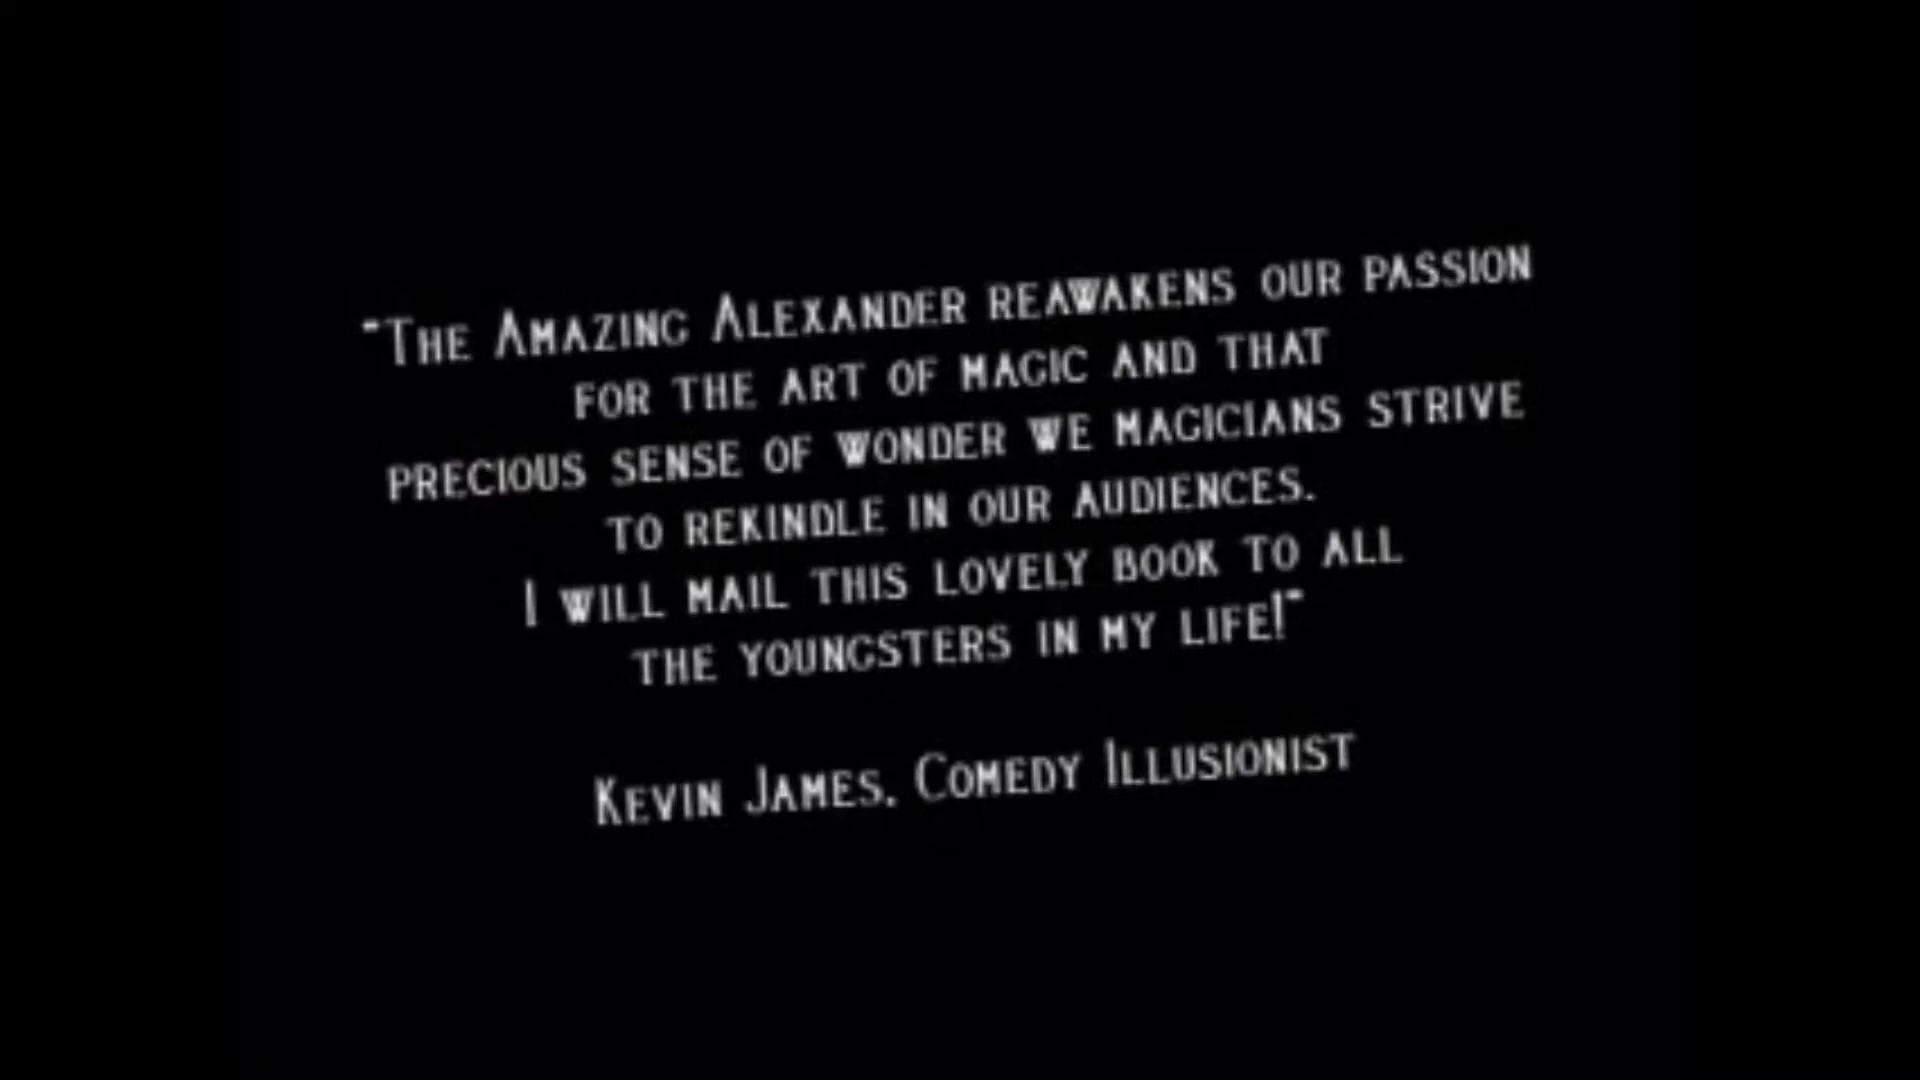 "The Amazing Alexander reawakens our passion
for the art of magic and that
precious sense of wonder we magicians strive
to rekindle in our audiences.
I will mail this lovely book to all
the youngsters in my life!"
Kevin James, Comedy Illusionist